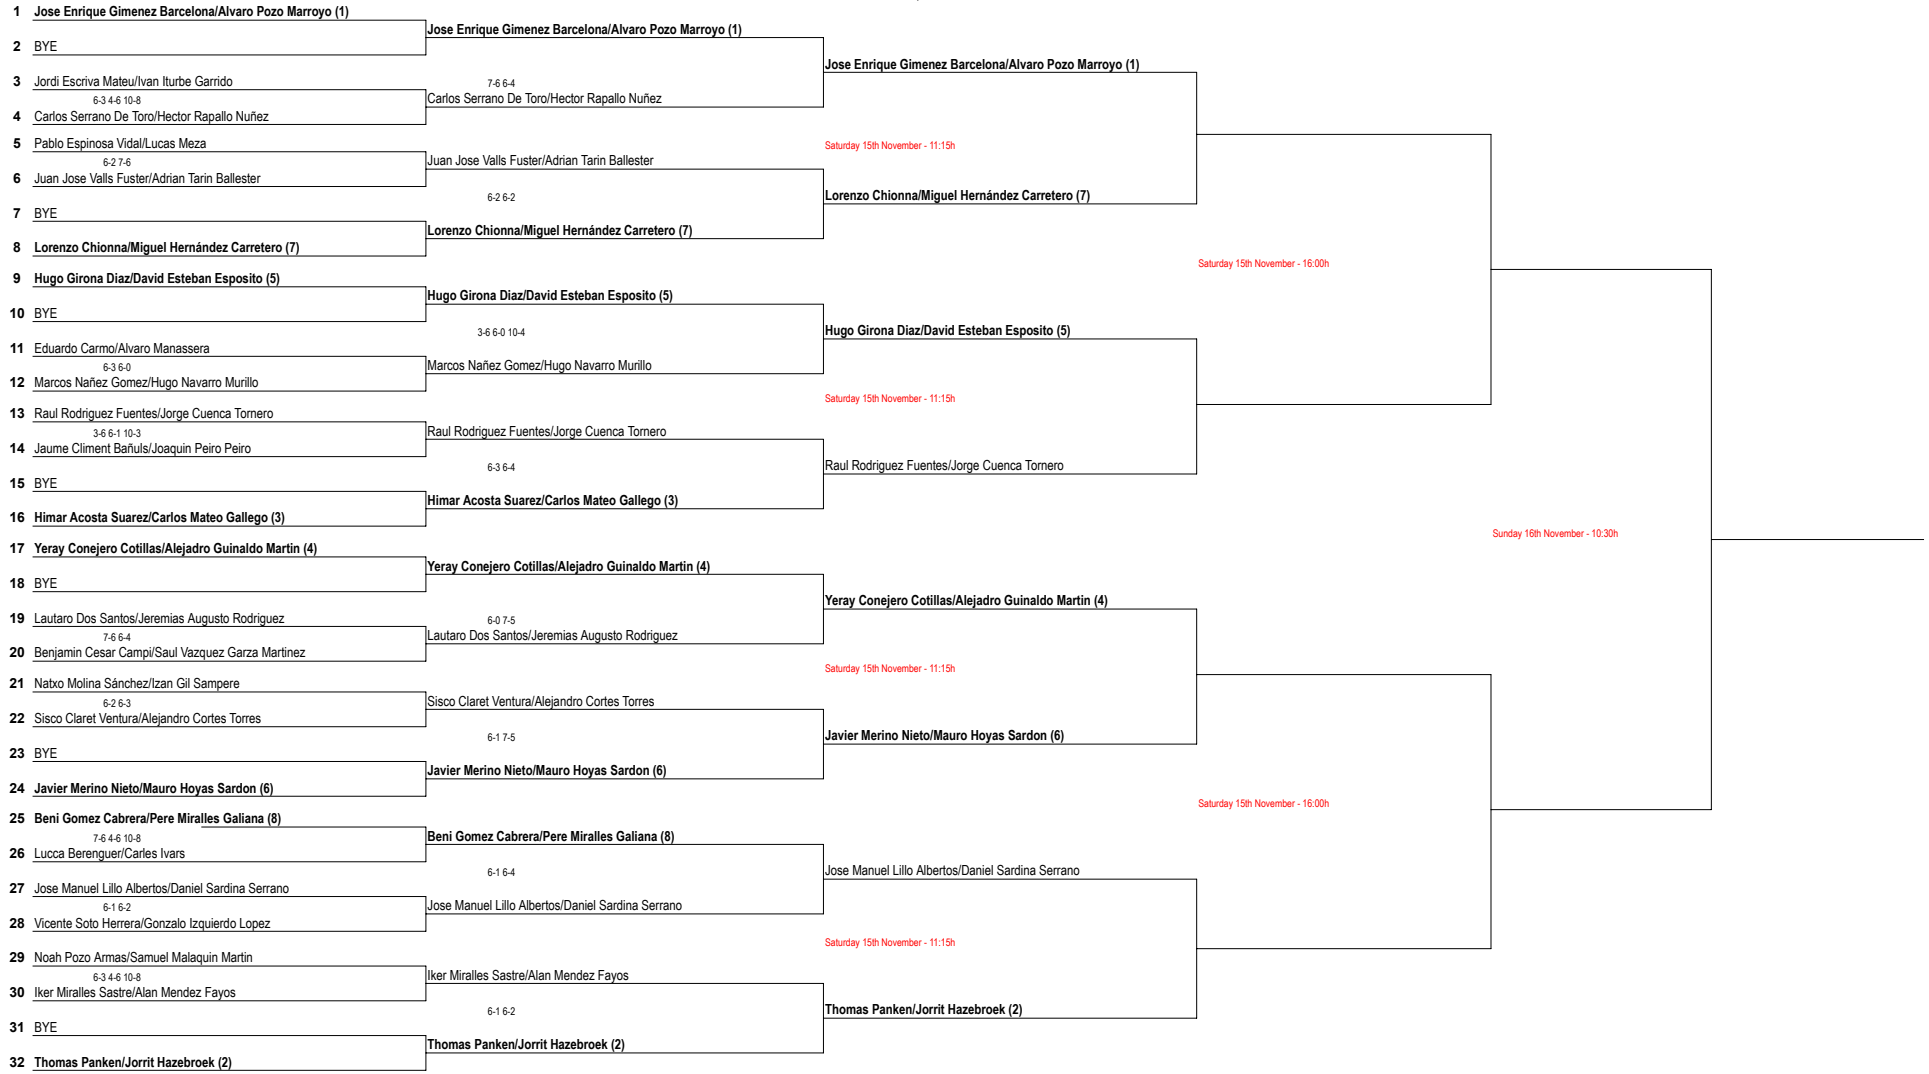 1 Jose Enrique Gimenez Barcelona/Alvaro Pozo Marroyo (1)
Jose Enrique Gimenez Barcelona/Alvaro Pozo Marroyo (1)
2 BYE
Jose Enrique Gimenez Barcelona/Alvaro Pozo Marroyo (1)
3 Jordi Escriva Mateu/Ivan Iturbe Garrido
7-6 6-4
6-3 4-6 10-8
Carlos Serrano De Toro/Hector Rapallo Nuñez
4 Carlos Serrano De Toro/Hector Rapallo Nuñez
5 Pablo Espinosa Vidal/Lucas Meza
Saturday 15th November - 11:15h
6-2 7-6
Juan Jose Valls Fuster/Adrian Tarin Ballester
6 Juan Jose Valls Fuster/Adrian Tarin Ballester
6-2 6-2
Lorenzo Chionna/Miguel Hernández Carretero (7)
7 BYE
Lorenzo Chionna/Miguel Hernández Carretero (7)
8 Lorenzo Chionna/Miguel Hernández Carretero (7)
Saturday 15th November - 16:00h
9 Hugo Girona Diaz/David Esteban Esposito (5)
Hugo Girona Diaz/David Esteban Esposito (5)
10 BYE
3-6 6-0 10-4
Hugo Girona Diaz/David Esteban Esposito (5)
11 Eduardo Carmo/Alvaro Manassera
6-3 6-0
Marcos Nañez Gomez/Hugo Navarro Murillo
12 Marcos Nañez Gomez/Hugo Navarro Murillo
Saturday 15th November - 11:15h
13 Raul Rodriguez Fuentes/Jorge Cuenca Tornero
3-6 6-1 10-3
Raul Rodriguez Fuentes/Jorge Cuenca Tornero
14 Jaume Climent Bañuls/Joaquin Peiro Peiro
6-3 6-4
Raul Rodriguez Fuentes/Jorge Cuenca Tornero
15 BYE
Himar Acosta Suarez/Carlos Mateo Gallego (3)
16 Himar Acosta Suarez/Carlos Mateo Gallego (3)
Sunday 16th November - 10:30h
17 Yeray Conejero Cotillas/Alejadro Guinaldo Martin (4)
Yeray Conejero Cotillas/Alejadro Guinaldo Martin (4)
18 BYE
Yeray Conejero Cotillas/Alejadro Guinaldo Martin (4)
19 Lautaro Dos Santos/Jeremias Augusto Rodriguez
6-0 7-5
7-6 6-4
Lautaro Dos Santos/Jeremias Augusto Rodriguez
20 Benjamin Cesar Campi/Saul Vazquez Garza Martinez
Saturday 15th November - 11:15h
21 Natxo Molina Sánchez/Izan Gil Sampere
6-2 6-3
Sisco Claret Ventura/Alejandro Cortes Torres
22 Sisco Claret Ventura/Alejandro Cortes Torres
6-1 7-5
Javier Merino Nieto/Mauro Hoyas Sardon (6)
23 BYE
Javier Merino Nieto/Mauro Hoyas Sardon (6)
24 Javier Merino Nieto/Mauro Hoyas Sardon (6)
Saturday 15th November - 16:00h
25 Beni Gomez Cabrera/Pere Miralles Galiana (8)
7-6 4-6 10-8
Beni Gomez Cabrera/Pere Miralles Galiana (8)
26 Lucca Berenguer/Carles Ivars
6-1 6-4
Jose Manuel Lillo Albertos/Daniel Sardina Serrano
27 Jose Manuel Lillo Albertos/Daniel Sardina Serrano
6-1 6-2
Jose Manuel Lillo Albertos/Daniel Sardina Serrano
28 Vicente Soto Herrera/Gonzalo Izquierdo Lopez
Saturday 15th November - 11:15h
29 Noah Pozo Armas/Samuel Malaquin Martin
6-3 4-6 10-8
Iker Miralles Sastre/Alan Mendez Fayos
30 Iker Miralles Sastre/Alan Mendez Fayos
6-1 6-2
Thomas Panken/Jorrit Hazebroek (2)
31 BYE
Thomas Panken/Jorrit Hazebroek (2)
32 Thomas Panken/Jorrit Hazebroek (2)